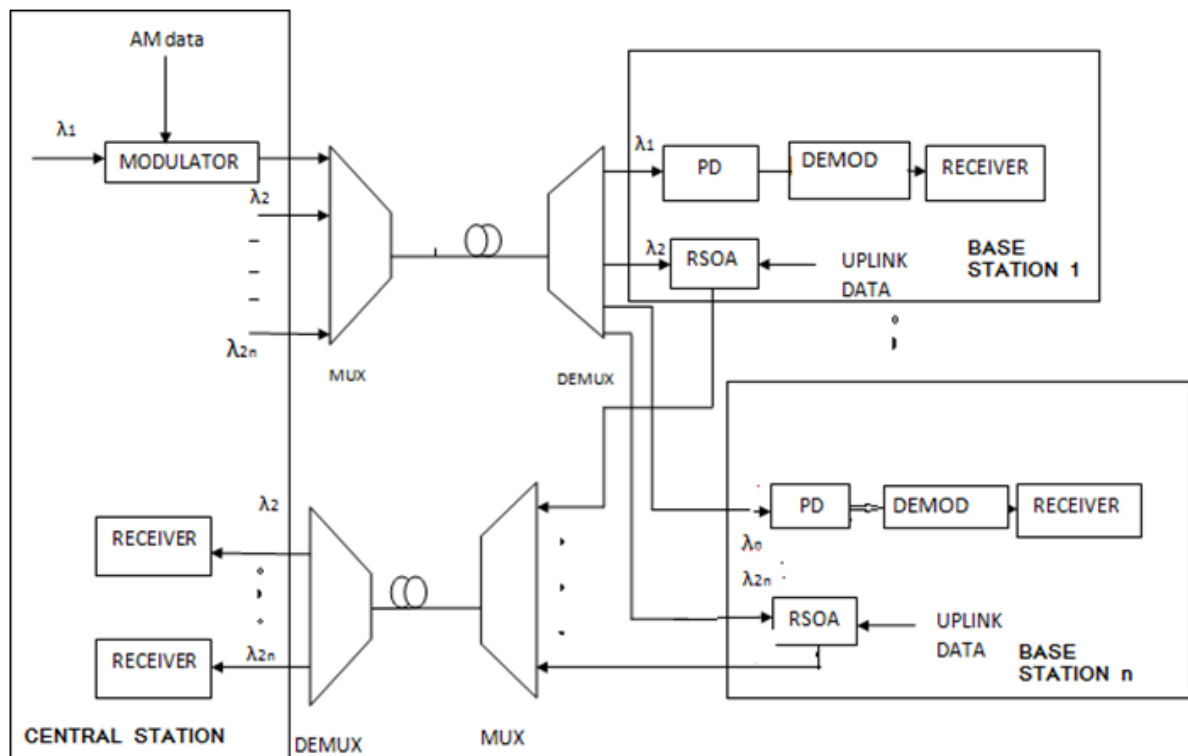 AM data
λ1
MODULATOR
λ2
λ2n
MUX
DEMUX
λ1
PD
DEMOD
RECEIVER
λ2
RSOA
UPLINK
DATA
BASE
STATION 1
PD
DEMOD
RECEIVER
λn
λ2n
RSOA
UPLINK
DATA
BASE
STATION n
λ2
RECEIVER
RECEIVER
λ2n
CENTRAL STATION
DEMUX
MUX